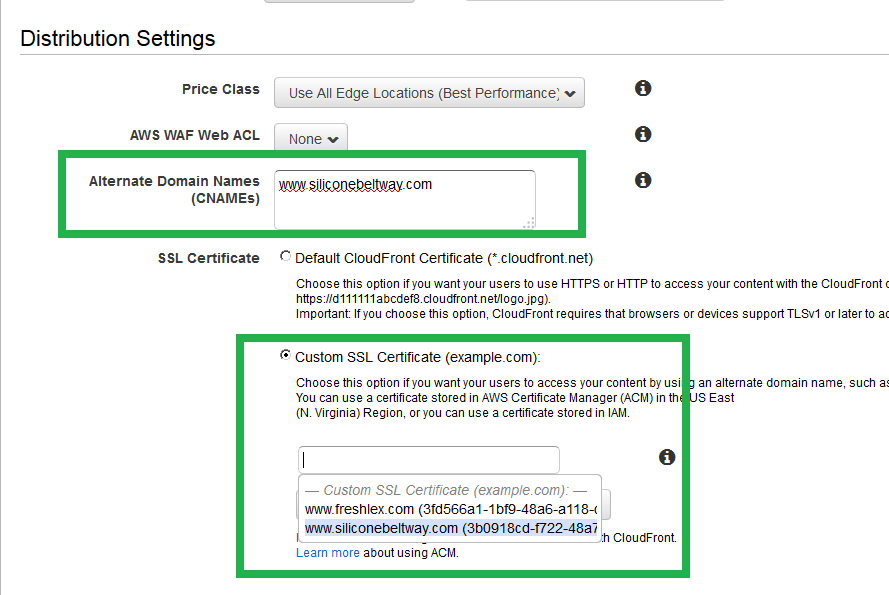 Distribution Settings
Price Class
Use All Edge Locations (Best Performance)
AWS WAF Web ACL
None
Alternate Domain Names
(CNAMEs)
www.siliconebeltway.com
SSL Certificate
Default CloudFront Certificate (*.cloudfront.net)
Choose this option if you want your users to use HTTPS or HTTP to access your content with the CloudFront
https://d111111abcdef8.cloudfront.net/logo.jpg).
Important: If you choose this option, CloudFront requires that browsers or devices support TLSv1 or later to
Custom SSL Certificate (example.com):
Choose this option if you want your users to access your content by using an alternate domain name, such as
You can use a certificate stored in AWS Certificate Manager (ACM) in the US East
(N. Virginia) Region, or you can use a certificate stored in IAM.
— Custom SSL Certificate (example.com): —
www.freshlex.com (3fd566a1-1bf9-48a6-a118-
www.siliconebeltway.com (3b0918cd-f722-48a7
th CloudFront.
Learn more about using ACM.